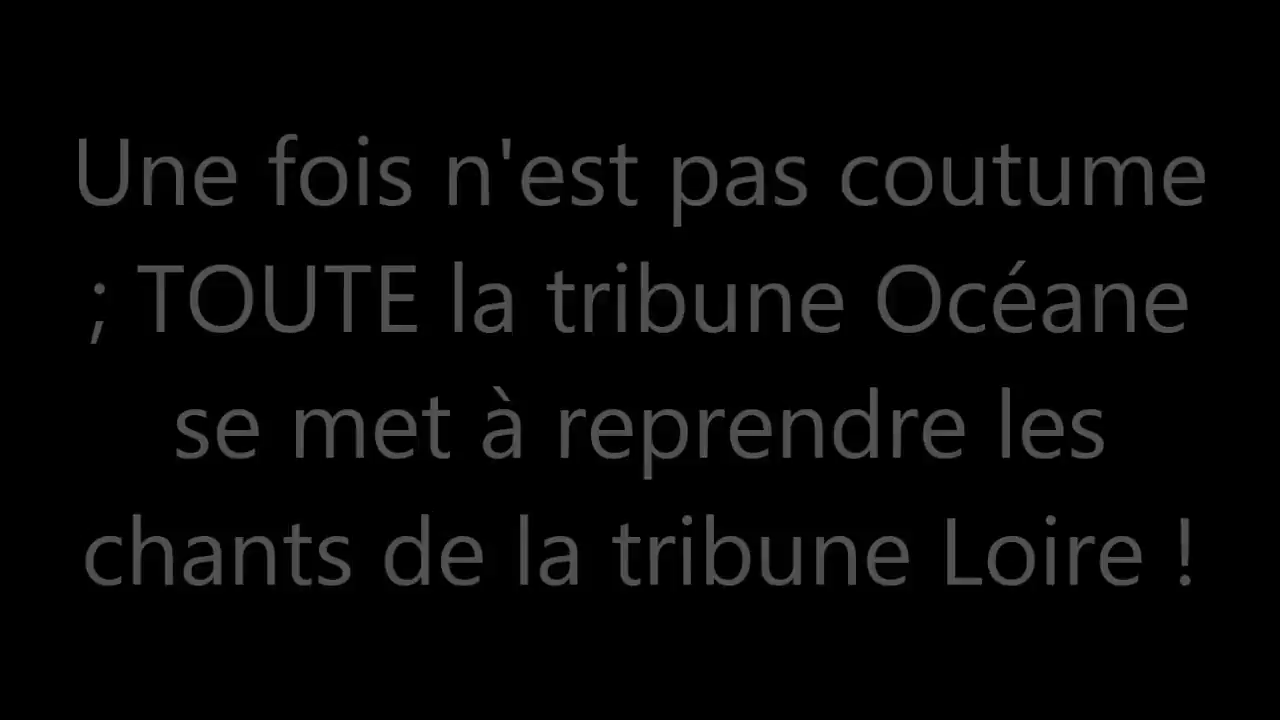 Une fois n'est pas coutume
; TOUTE la tribune Océane
se met à reprendre les
chants de la tribune Loire !